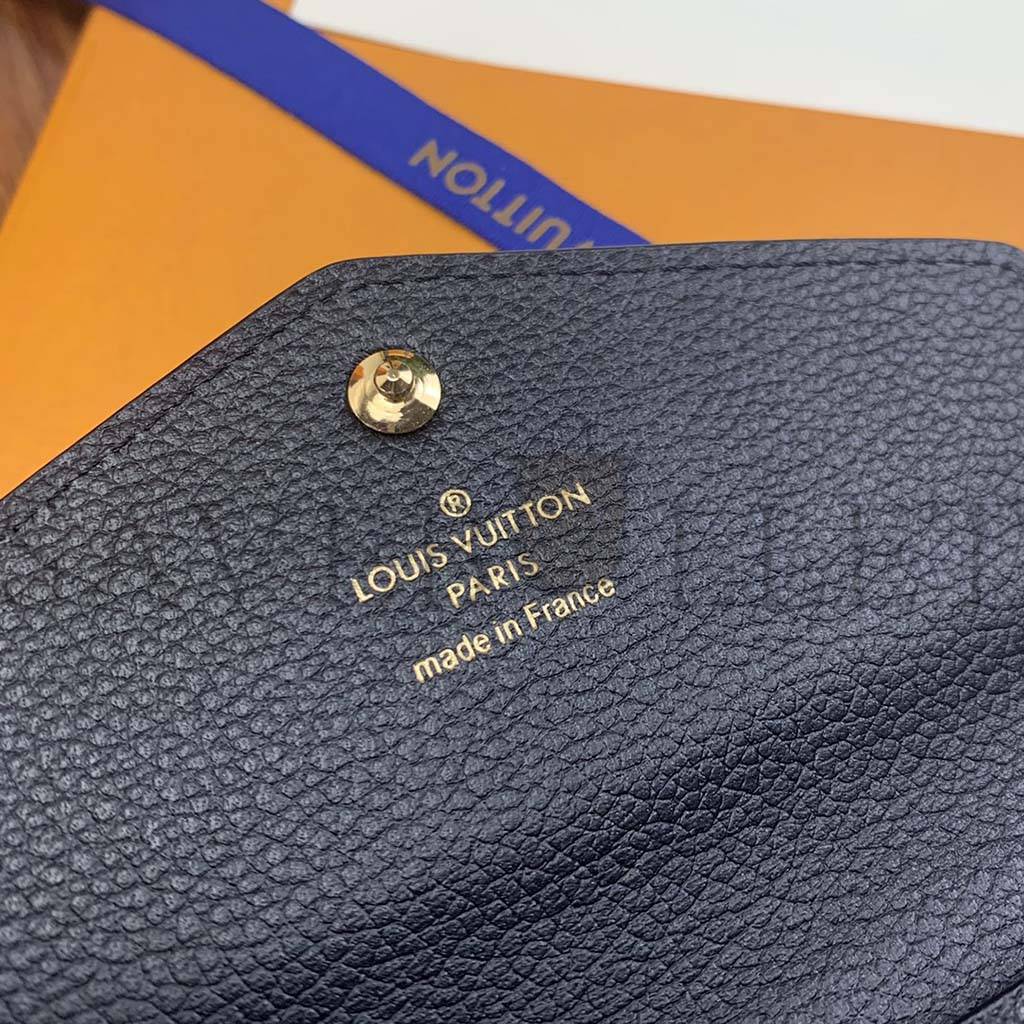 VUITTON
®
LOUIS VUITTON
PARIS
made in France